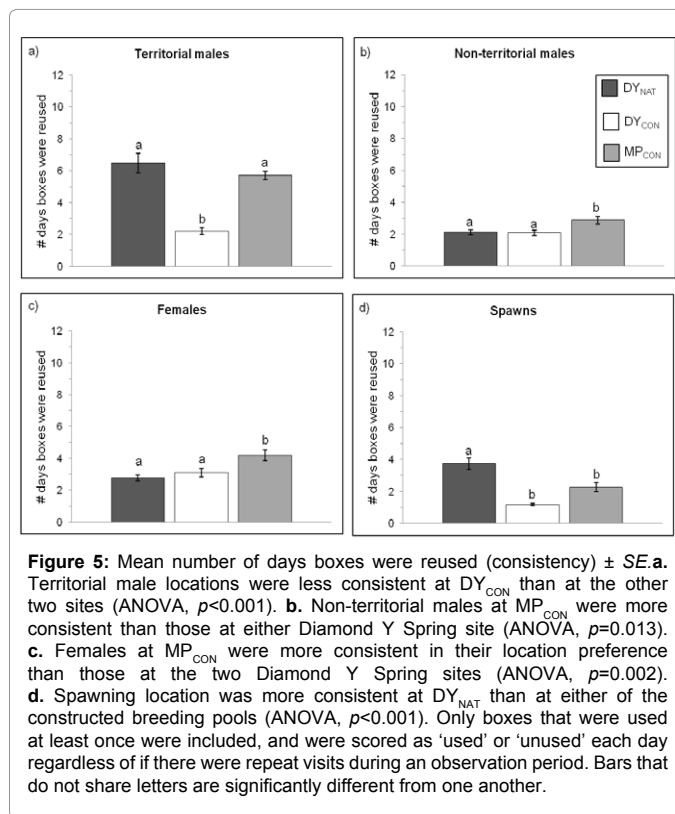 a)
Territorial males
# days boxes were reused
12
10
8
6
4
2
0
a
b
a
b)
Non-territorial males
DY_NAT
DY_CON
MP_CON
# days boxes were reused
12
10
8
6
4
2
0
a
a
b
c)
Females
# days boxes were reused
12
10
8
6
4
2
0
a
a
b
d)
Spawns
# days boxes were reused
12
10
8
6
4
2
0
a
b
b
Figure 5: Mean number of days boxes were reused (consistency) ± SE.a.
Territorial male locations were less consistent at DY_CON than at the other
two sites (ANOVA, p<0.001). b. Non-territorial males at MP_CON were more
consistent than those at either Diamond Y Spring site (ANOVA, p=0.013).
c. Females at MP_CON were more consistent in their location preference
than those at the two Diamond Y Spring sites (ANOVA, p=0.002).
d. Spawning location was more consistent at DY_NAT than at either of the
constructed breeding pools (ANOVA, p<0.001). Only boxes that were used
at least once were included, and were scored as ‘used’ or ‘unused’ each day
regardless of if there were repeat visits during an observation period. Bars that
do not share letters are significantly different from one another.